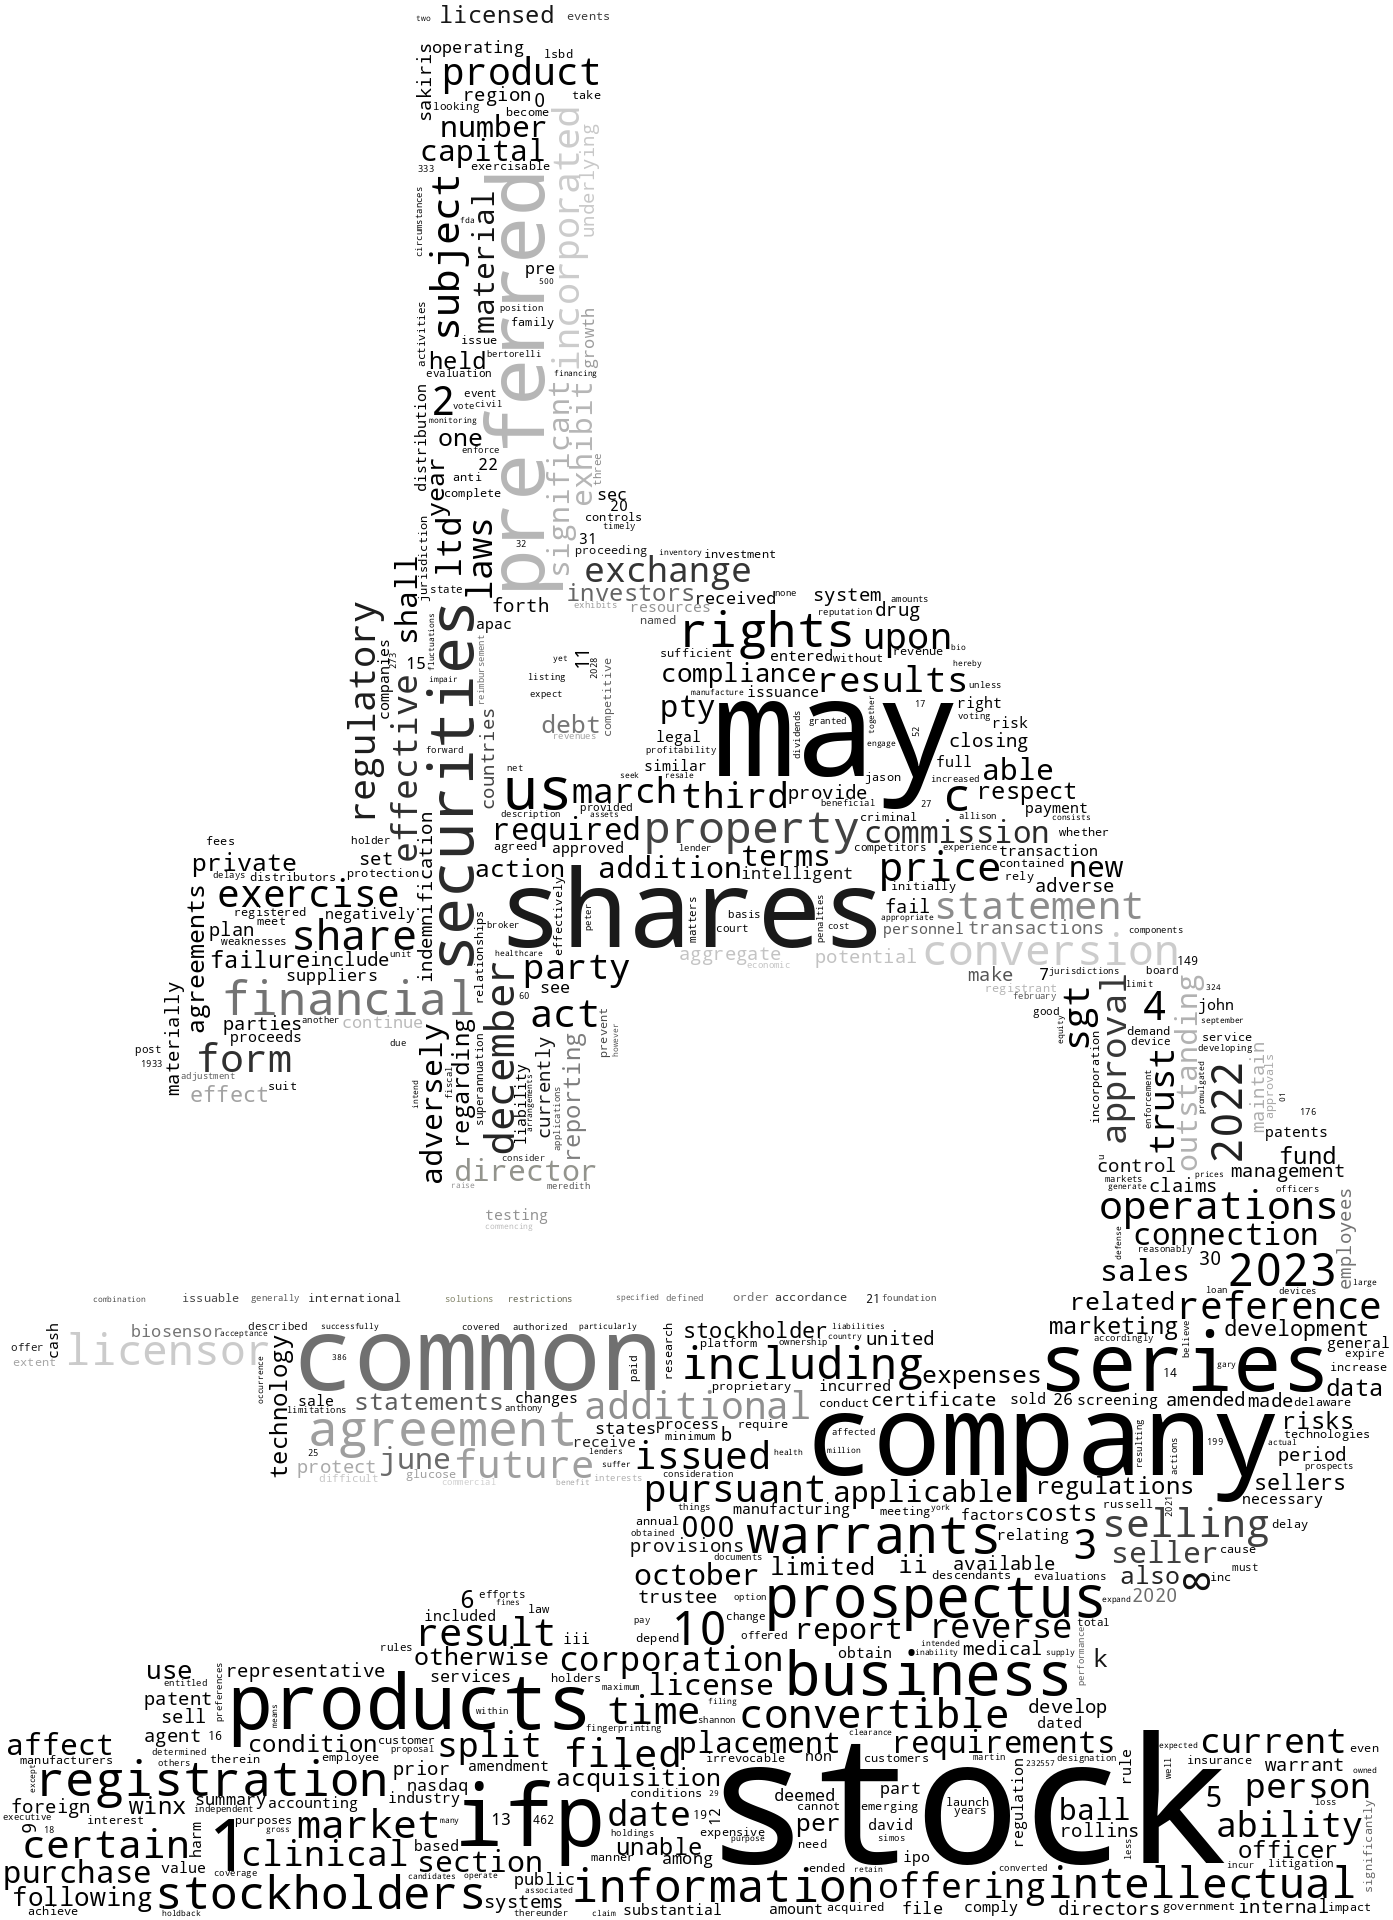 two licensed events
sakiris operating lsbd
product
region 0 take
looking become
number
capital
333 exercisable
incorporated underlying
circumstances subject fda material preferred
pre
500
position
family
activities issue growth
held bertorelli
evaluation financing
2 event
vote civil
distribution monitoring significant exhibit
one
enforce
22 three
anti
year complete sec
20
controls
jurisdiction ltd laws 32 timely
31
proceeding inventory investment
exchange
shall state investors received none system amounts
regulatory forth exhibits resources reputation drug
apac named rights upon
companies 273 15 fluctuations securities reimbursement yet 11 2028 sufficient entered without revenue bio
impair listing competitive compliance results hereby
effective expect manufacture issuance unless
pty may 17 right
debt dividends granted together voting risk
revenues legal 52 closing
forward countries profitability engage
similar full able
net seek resale jason increased
us march third provide c respect
description provided assets beneficial 27 payment
required property criminal allison consists
commission whether
fees holder agreed approved lender terms competitors experience transaction
private set action addition intelligent price contained new
delays distributors protection initially rely adverse
exercise indemnification shares fail statement
agreements registered negatively effectively peter matters basis penalties cost appropriate
plan meet share relationships broker court personnel transactions components
weaknesses
failure include unit healthcare aggregate potential conversion
suppliers party economic 149
materially financial december 60 see make 7 jurisdictions board
registrant limit 324
february
parties another continue act prevent good sgt approval 4 outstanding john
proceeds due adversely regarding however equity september
post form currently reporting demand service
1933 device developing
adjustment fiscal superannuation liability incorporation trust 2022 maintain
effect suit intend arrangements applications enforcement promulgated approvals 01
176
patents
consider u control fund
director markets prices management
raise meredith generate claims officers
operations employees
testing connection
commencing defense reasonably
30
sales 2023 large
combination issuable generally international solutions restrictions specified defined order accordance 21 foundation loan devices
related reference
cash biosensor acceptance described successfully covered authorized particularly research stockholder liabilities marketing development
offer platform ownership country united accordingly believe general
extent licensor technology common including series expire
occurrence 386 paid expenses 14 gary increase
proprietary incurred data
sale statements changes additional conduct certificate sold 26 screening amended made delaware
limitations anthony states process require company risks
agreement receive minimum b affected resulting actions 199 technologies
25 june future lenders issued health million actual period
protect glucose suffer consideration prospects
difficult commercial benefit interests pursuant applicable regulations sellers
things manufacturing meeting york russell 2021 necessary
annual 000 factors costs selling delay
obtained warrants relating
provisions documents 3 seller cause
october limited ii available also must
6 efforts trustee descendants evaluations ∞ inc
fines option prospectus expand 2020
included law pay change total
result iii depend 10 offered report reverse
rules otherwise corporation obtain intended medical supply performance k
inability
use representative services holders business
entitled preferences maximum license
patent products within time filing convertible develop
sell means fingerprinting shannon dated
agent 16 condition customer split filed placement clearance requirements
affect determined proposal irrevocable non customers martin 232557 designation expected current even
manufacturers others therein employee amendment acquisition stock regulation rule well insurance warrant
except registration prior nasdaq ifp conditions 29 deemed part 5 person owned
foreign summary accounting industry cannot emerging launch ball loss
winx independent date 19 12 per david years rollins ability
executive interest purposes market many 13 462 holdings expensive simos significantly
9 18 harm gross unable purpose need less officer
certain 1 clinical based manner among ipo
purchase value coverage section public ended retain converted incur litigation
candidates operate
following stockholders associated information offering intellectual
achieve holdback systems thereunder claim substantial amount acquired file comply directors government internal impact